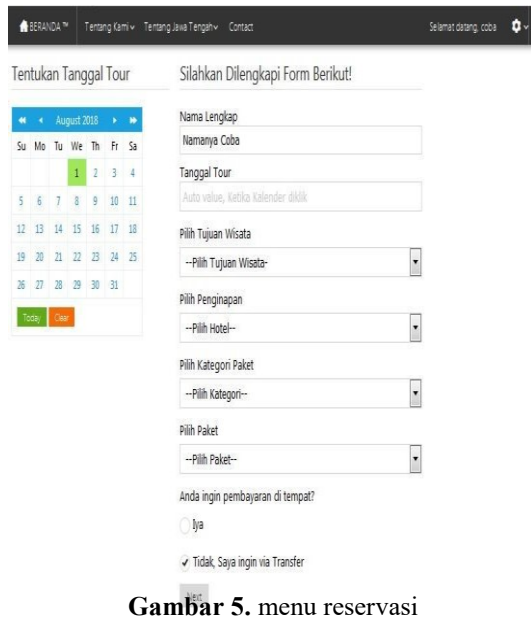 BERANDA ™ Tentang Kami Tentang Jawa Tengah Contact Selamat datang, coba
Tentukan Tanggal Tour
August 2018
Su Mo Tu We Th Fr Sa
1 2 3 4
5 6 7 8 9 10 11
12 13 14 15 16 17 18
19 20 21 22 23 24 25
26 27 28 29 30 31
Today Clear
Silahkan Dilengkapi Form Berikut!
Nama Lengkap
Namanya Coba
Tanggal Tour
Auto value, Ketika Kalender diklik
Pilih Tujuan Wisata
--Pilih Tujuan Wisata-
Pilih Penginapan
--Pilih Hotel--
Pilih Kategori Paket
--Pilih Kategori--
Pilih Paket
--Pilih Paket--
Anda ingin pembayaran di tempat?
Iya
Tidak, Saya ingin via Transfer
Next
Gambar 5. menu reservasi